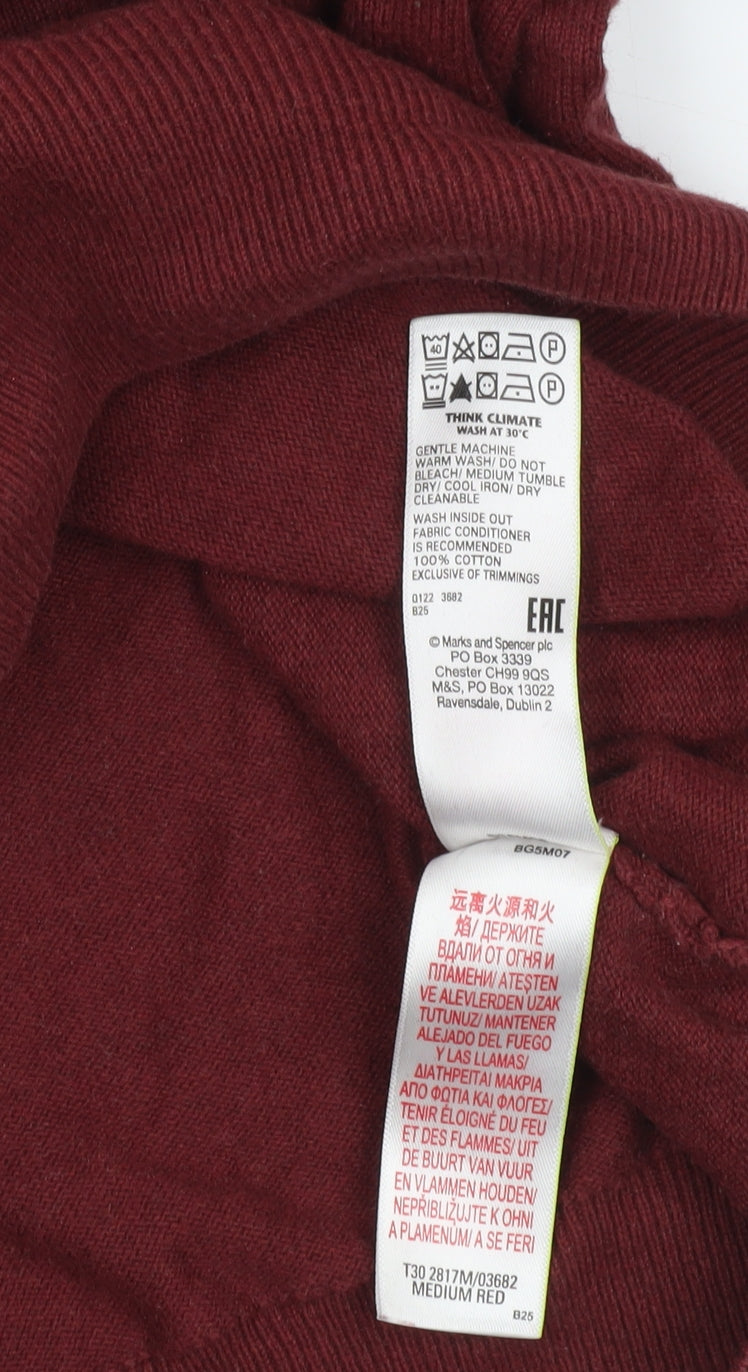 40
P
P
THINK CLIMATE
WASH AT 30°C
GENTLE MACHINE
WARM WASH/ DO NOT
BLEACH/ MEDIUM TUMBLE
DRY/ COOL IRON/ DRY
CLEANABLE
WASH INSIDE OUT
FABRIC CONDITIONER
IS RECOMMENDED
100% COTTON
EXCLUSIVE OF TRIMMINGS
0122 3682
B25
EAC
© Marks and Spencer plc
PO Box 3339
Chester CH99 9QS
M&S, PO Box 13022
Ravensdale, Dublin 2
BG5M07
远离火源和火
焰/ ДЕРЖИТЕ
ВДАЛИ ОТ ОГНЯ И
ПЛАМЕНИ/ ATEŞTEN
VE ALEVLERDEN UZAK
TUTUNUZ/ MANTENER
ALEJADO DEL FUEGO
Y LAS LLAMAS/
ΔΙΑΤΗΡΕΙΤΑΙ ΜΑΚΡΙΑ
ΑΠΟ ΦΩΤΙΑ ΚΑΙ ΦΛΟΓΕΣ/
TENIR ÉLOIGNÉ DU FEU
ET DES FLAMMES/ UIT
DE BUURT VAN VUUR
EN VLAMMEN HOUDEN/
NEPŘIBLIŽUJTE K OHNI
A PLAMENŮM/ A SE FERI
T30 2817M/03682
MEDIUM RED
B25